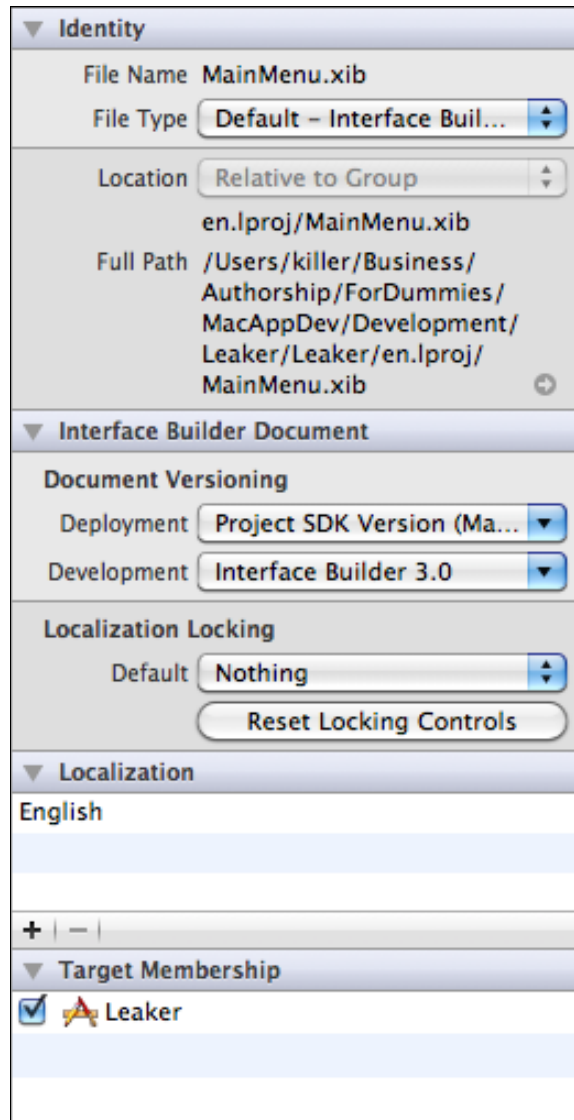 Identity
File Name MainMenu.xib
File Type Default – Interface Buil...
Location Relative to Group
en.lproj/MainMenu.xib
Full Path /Users/killer/Business/
Authorship/ForDummies/
MacAppDev/Development/
Leaker/Leaker/en.lproj/
MainMenu.xib
Interface Builder Document
Document Versioning
Deployment Project SDK Version (Ma...
Development Interface Builder 3.0
Localization Locking
Default Nothing
Reset Locking Controls
Localization
English
+ −
Target Membership
Leaker